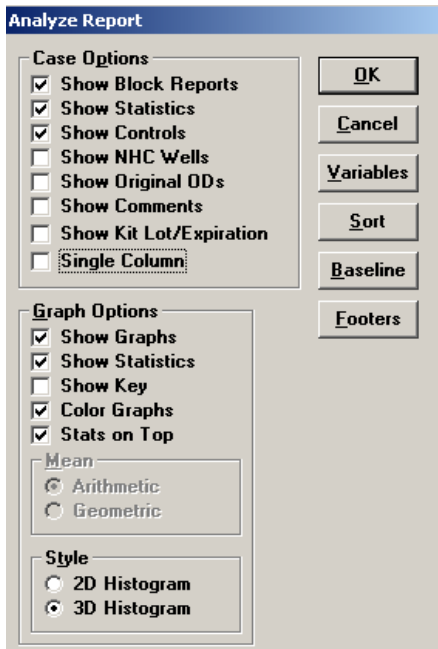 Analyze Report
Case Options
Show Block Reports
Show Statistics
Show Controls
Show NHC Wells
Show Original ODs
Show Comments
Show Kit Lot/Expiration
Single Column
OK
Cancel
Variables
Sort
Baseline
Footers
Graph Options
Show Graphs
Show Statistics
Show Key
Color Graphs
Stats on Top
Mean
Arithmetic
Geometric
Style
2D Histogram
3D Histogram